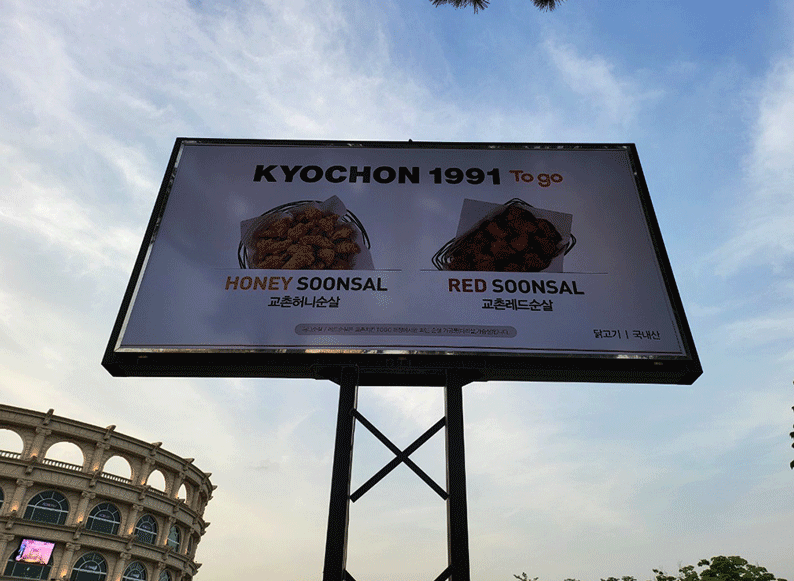 KYOCHON 1991 To go
HONEY SOONSAL
교촌허니순살
RED SOONSAL
교촌레드순살
닭고기 | 국내산